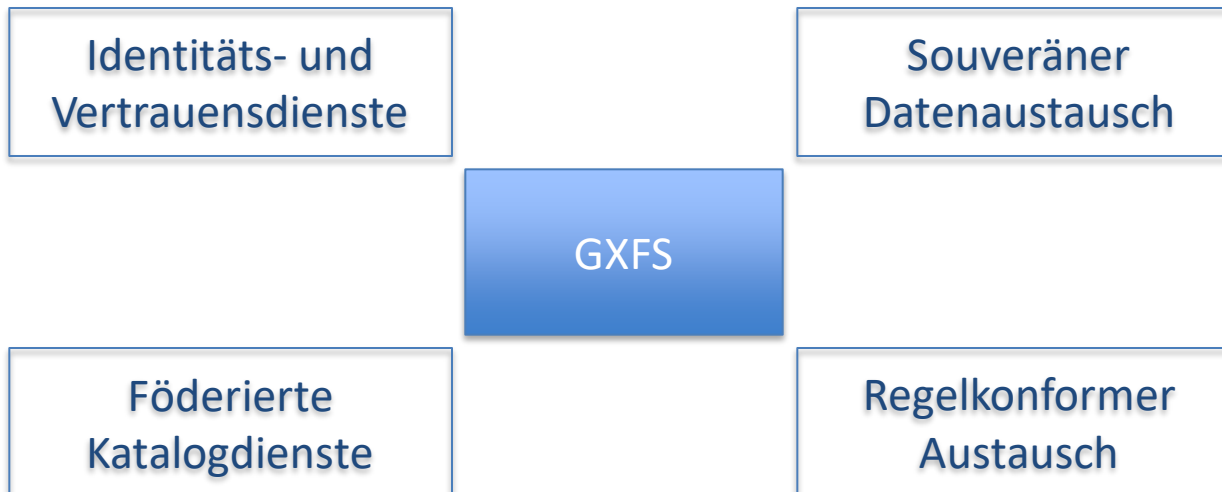 Identitäts- und
Vertrauensdienste
Souveräner
Datenaustausch
GXFS
Föderierte
Katalogdienste
Regelkonformer
Austausch